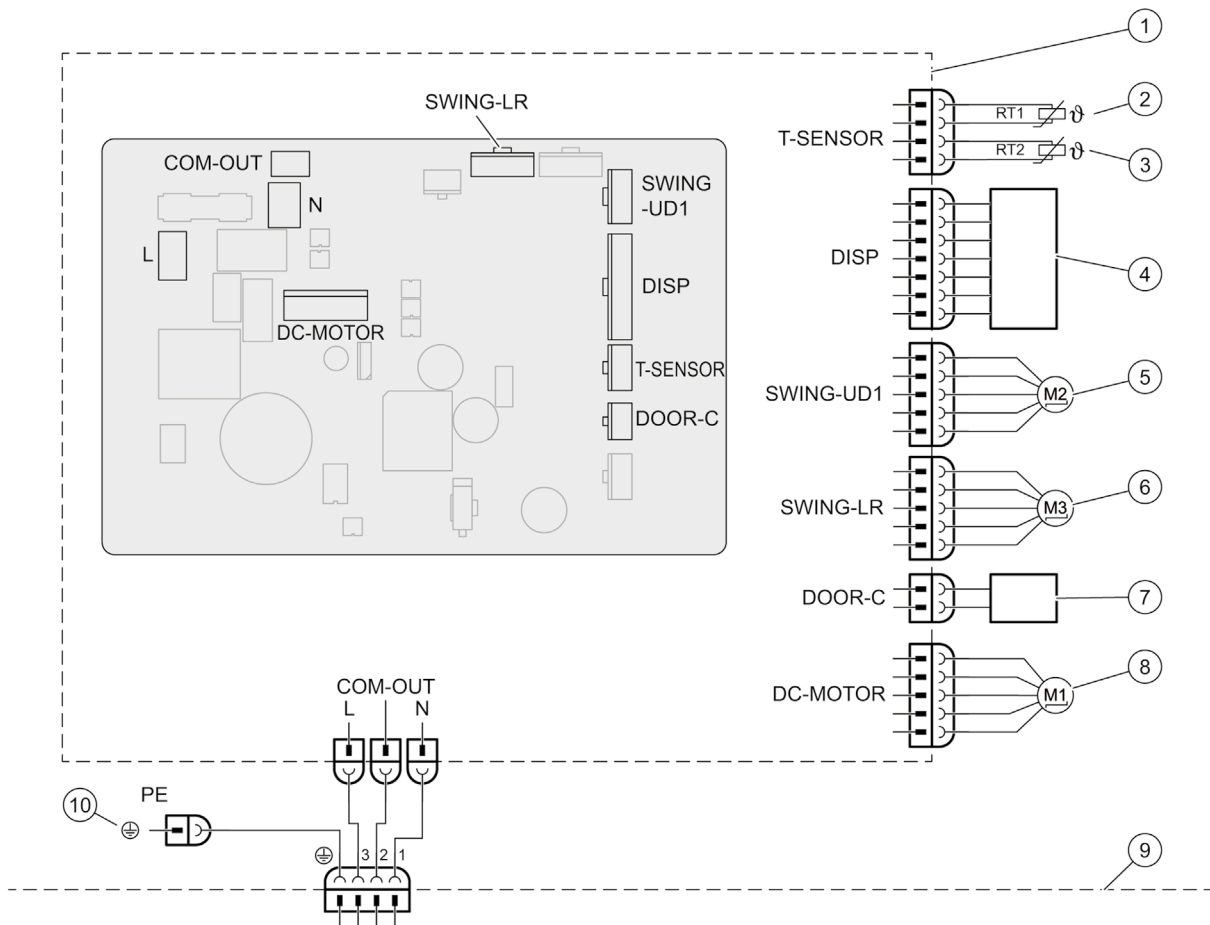 1
SWING-LR
2
RT1 ϑ
COM-OUT
T-SENSOR
RT2 ϑ
3
SWING
-UD1
N
L
DISP
4
DISP
DC-MOTOR
T-SENSOR
SWING-UD1
M2
5
DOOR-C
SWING-LR
M3
6
DOOR-C
7
DC-MOTOR
M1
8
COM-OUT
L N
PE
10
3 2 1
9